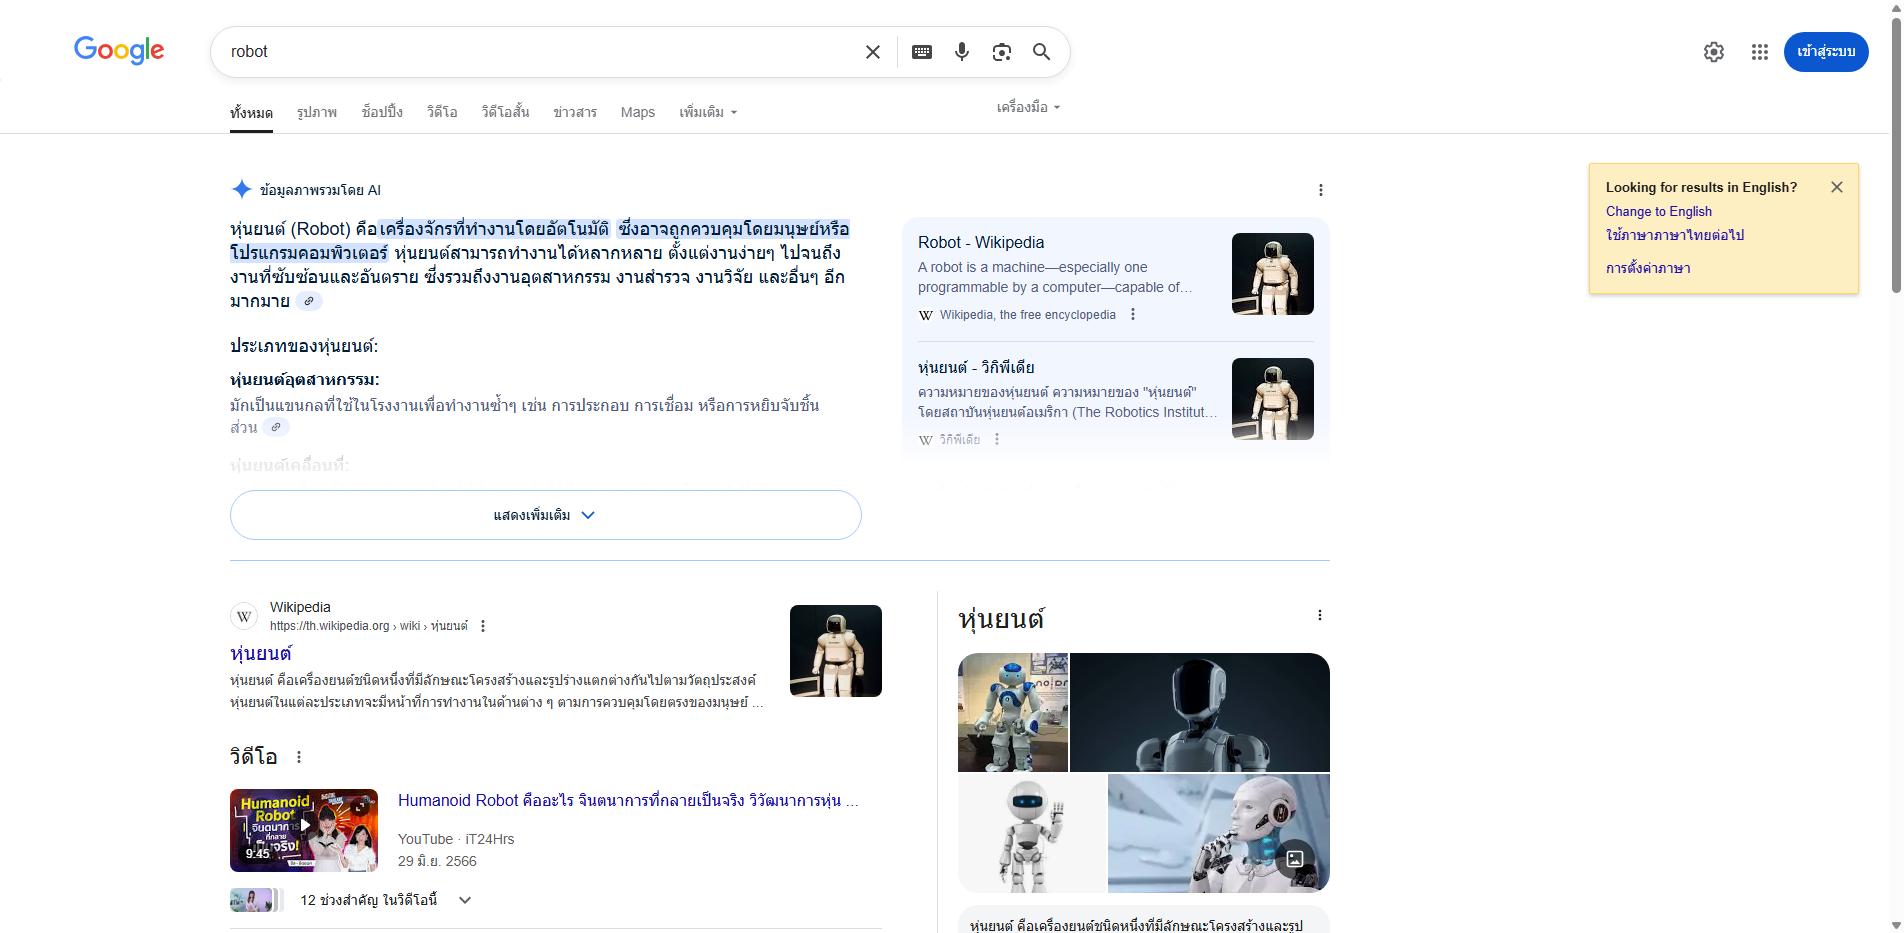 Google
robot
เข้าสู่ระบบ
ทั้งหมด
รูปภาพ
ช็อปปิ้ง
วิดีโอ
วิดีโอสั้น
ข่าวสาร
Maps
เพิ่มเติม
เครื่องมือ
Looking for results in English?
Change to English
ใช้ภาษาภาษาไทยต่อไป
การตั้งค่าภาษา
ข้อมูลภาพรวมโดย AI
หุ่นยนต์ (Robot) คือเครื่องจักรที่ทำงานโดยอัตโนมัติ ซึ่งอาจถูกควบคุมโดยมนุษย์หรือ
โปรแกรมคอมพิวเตอร์ หุ่นยนต์สามารถทำงานได้หลากหลาย ตั้งแต่งานง่ายๆ ไปจนถึง
งานที่ซับซ้อนและอันตราย ซึ่งรวมถึงงานอุตสาหกรรม งานสำรวจ งานวิจัย และอื่นๆ อีก
มากมาย
ประเภทของหุ่นยนต์:
หุ่นยนต์อุตสาหกรรม:
มักเป็นแขนกลที่ใช้ในโรงงานเพื่อทำงานซ้ำๆ เช่น การประกอบ การเชื่อม หรือการหยิบจับชิ้น
ส่วน
หุ่นยนต์เคลื่อนที่:
แสดงเพิ่มเติม
Robot - Wikipedia
A robot is a machine—especially one
programmable by a computer—capable of…
W Wikipedia, the free encyclopedia
หุ่นยนต์ - วิกิพีเดีย
ความหมายของหุ่นยนต์ ความหมายของ "หุ่นยนต์"
โดยสถาบันหุ่นยนต์อเมริกา (The Robotics Institut…
W วิกิพีเดีย
W
Wikipedia
https://th.wikipedia.org › wiki › หุ่นยนต์
หุ่นยนต์
หุ่นยนต์ คือเครื่องยนต์ชนิดหนึ่งที่มีลักษณะโครงสร้างและรูปร่างแตกต่างกันไปตามวัตถุประสงค์
หุ่นยนต์ในแต่ละประเภทจะมีหน้าที่การทำงานในด้านต่าง ๆ ตามการควบคุมโดยตรงของมนุษย์ ...
วิดีโอ
Humanoid
Robot
จินตนาการ
ที่กลาย
เป็นจริง!
9:45
Humanoid Robot คืออะไร จินตนาการที่กลายเป็นจริง วิวัฒนาการหุ่น ...
YouTube · iT24Hrs
29 มิ.ย. 2566
12 ช่วงสำคัญ ในวิดีโอนี้
หุ่นยนต์
หุ่นยนต์ คือเครื่องยนต์ชนิดหนึ่งที่มีลักษณะโครงสร้างและรูป